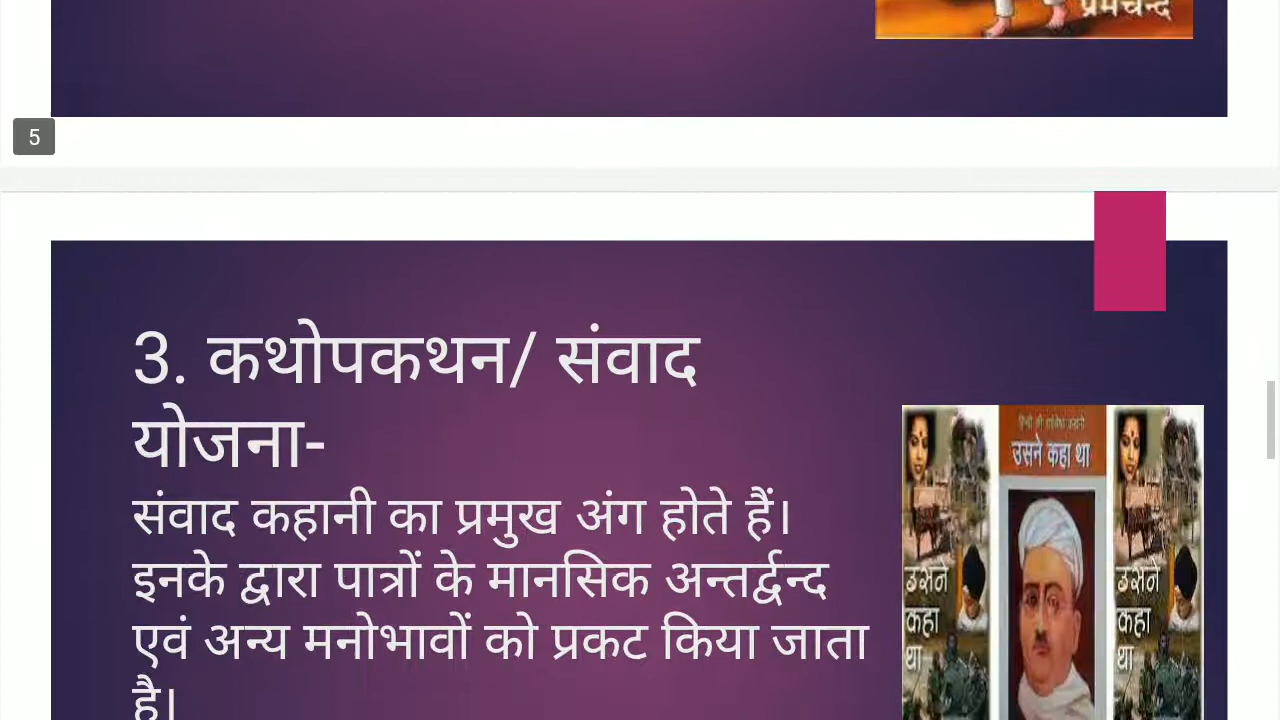 प्रेमचन्द
5
3. कथोपकथन/ संवाद
योजना-
संवाद कहानी का प्रमुख अंग होते हैं।
इनके द्वारा पात्रों के मानसिक अन्तर्द्वन्द
एवं अन्य मनोभावों को प्रकट किया जाता
है।
उसने कहा था
उसने
कहा
था
उसने
कहा
था